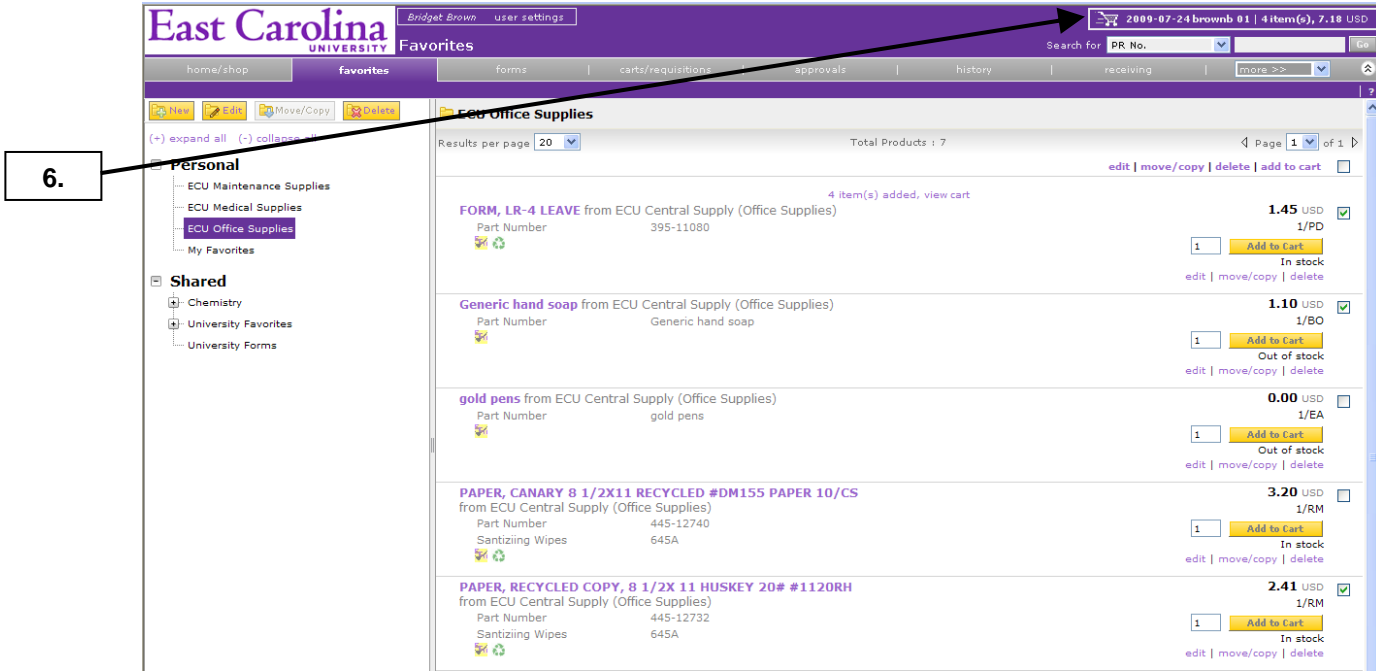 East Carolina
UNIVERSITY
Bridget Brown user settings
2009-07-24 brownb 01 | 4 item(s), 7.18 USD
Favorites
Search for PR No. Go
home/shop favorites forms | carts/requisitions | approvals | history | receiving | more >>
| ?
New Edit Move/Copy Delete
(+) expand all (-) collapse all
6.
Personal
ECU Maintenance Supplies
ECU Medical Supplies
ECU Office Supplies
My Favorites
Shared
Chemistry
University Favorites
University Forms
ECU Office Supplies
Results per page 20 Total Products : 7 Page 1 of 1
edit | move/copy | delete | add to cart
4 item(s) added, view cart
FORM, LR-4 LEAVE from ECU Central Supply (Office Supplies) 1.45 USD
Part Number 395-11080 1/PD
1 Add to Cart
In stock
edit | move/copy | delete
Generic hand soap from ECU Central Supply (Office Supplies) 1.10 USD
Part Number Generic hand soap 1/BO
1 Add to Cart
Out of stock
edit | move/copy | delete
gold pens from ECU Central Supply (Office Supplies) 0.00 USD
Part Number gold pens 1/EA
1 Add to Cart
Out of stock
edit | move/copy | delete
PAPER, CANARY 8 1/2X11 RECYCLED #DM155 PAPER 10/CS 3.20 USD
from ECU Central Supply (Office Supplies) 1/RM
Part Number 445-12740
Santiziing Wipes 645A
1 Add to Cart
In stock
edit | move/copy | delete
PAPER, RECYCLED COPY, 8 1/2X 11 HUSKEY 20# #1120RH 2.41 USD
from ECU Central Supply (Office Supplies) 1/RM
Part Number 445-12732
Santiziing Wipes 645A
1 Add to Cart
In stock
edit | move/copy | delete